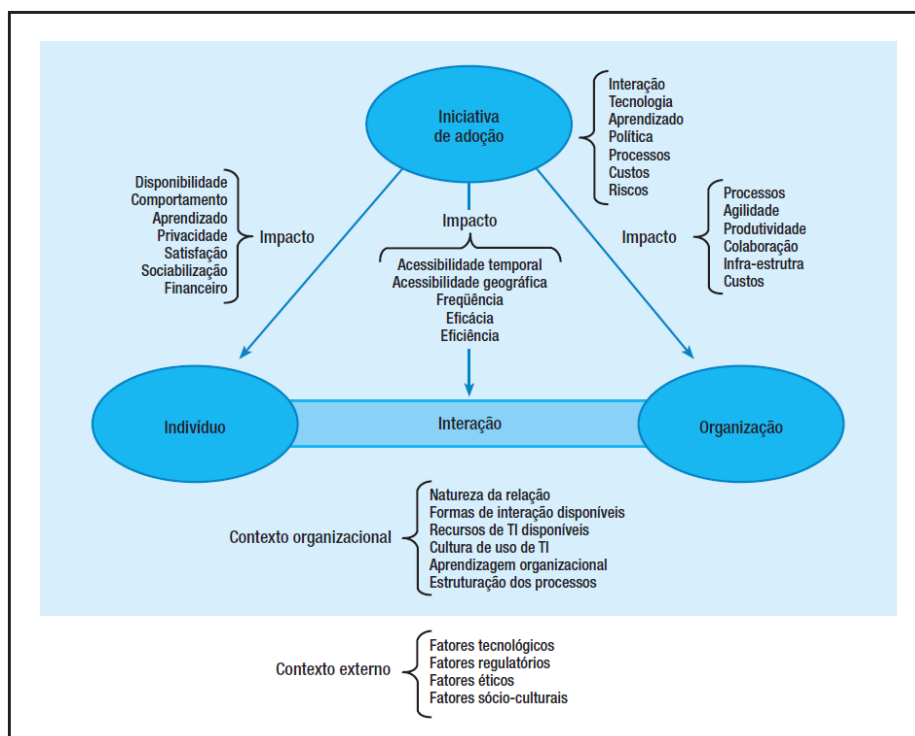 Iniciativa
de adoção
Interação
Tecnologia
Aprendizado
Política
Processos
Custos
Riscos
Disponibilidade
Comportamento
Aprendizado
Privacidade
Satisfação
Sociabilização
Financeiro
Impacto
Impacto
Acessibilidade temporal
Acessibilidade geográfica
Freqüência
Eficácia
Eficiência
Impacto
Processos
Agilidade
Produtividade
Colaboração
Infra-estrutra
Custos
Indivíduo
Interação
Organização
Contexto organizacional
Natureza da relação
Formas de interação disponíveis
Recursos de TI disponíveis
Cultura de uso de TI
Aprendizagem organizacional
Estruturação dos processos
Contexto externo
Fatores tecnológicos
Fatores regulatórios
Fatores éticos
Fatores sócio-culturais